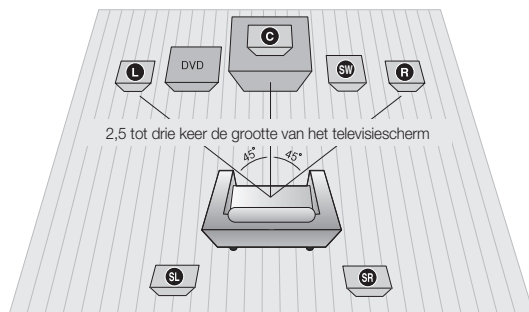 C
L
DVD
SW
R
2,5 tot drie keer de grootte van het televisiescherm
45° 45°
SL
SR